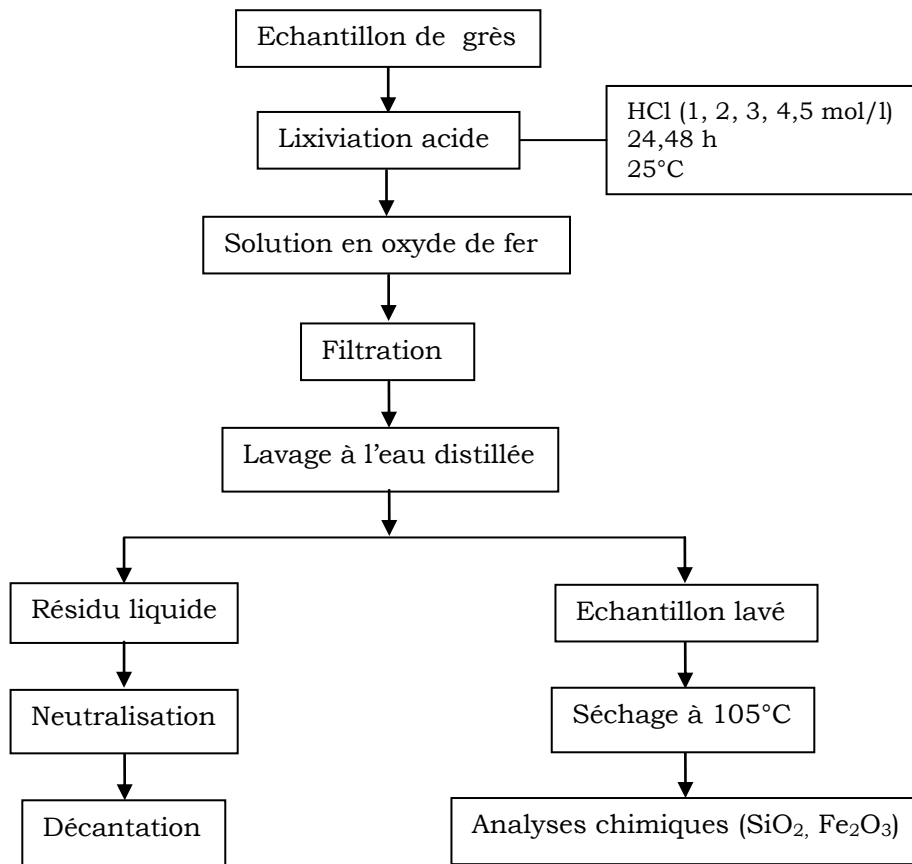 Echantillon de grès
HCl (1, 2, 3, 4,5 mol/l)
24,48 h
25°C
Lixiviation acide
Solution en oxyde de fer
Filtration
Lavage à l’eau distillée
Résidu liquide
Echantillon lavé
Neutralisation
Séchage à 105°C
Décantation
Analyses chimiques (SiO₂, Fe₂O₃)